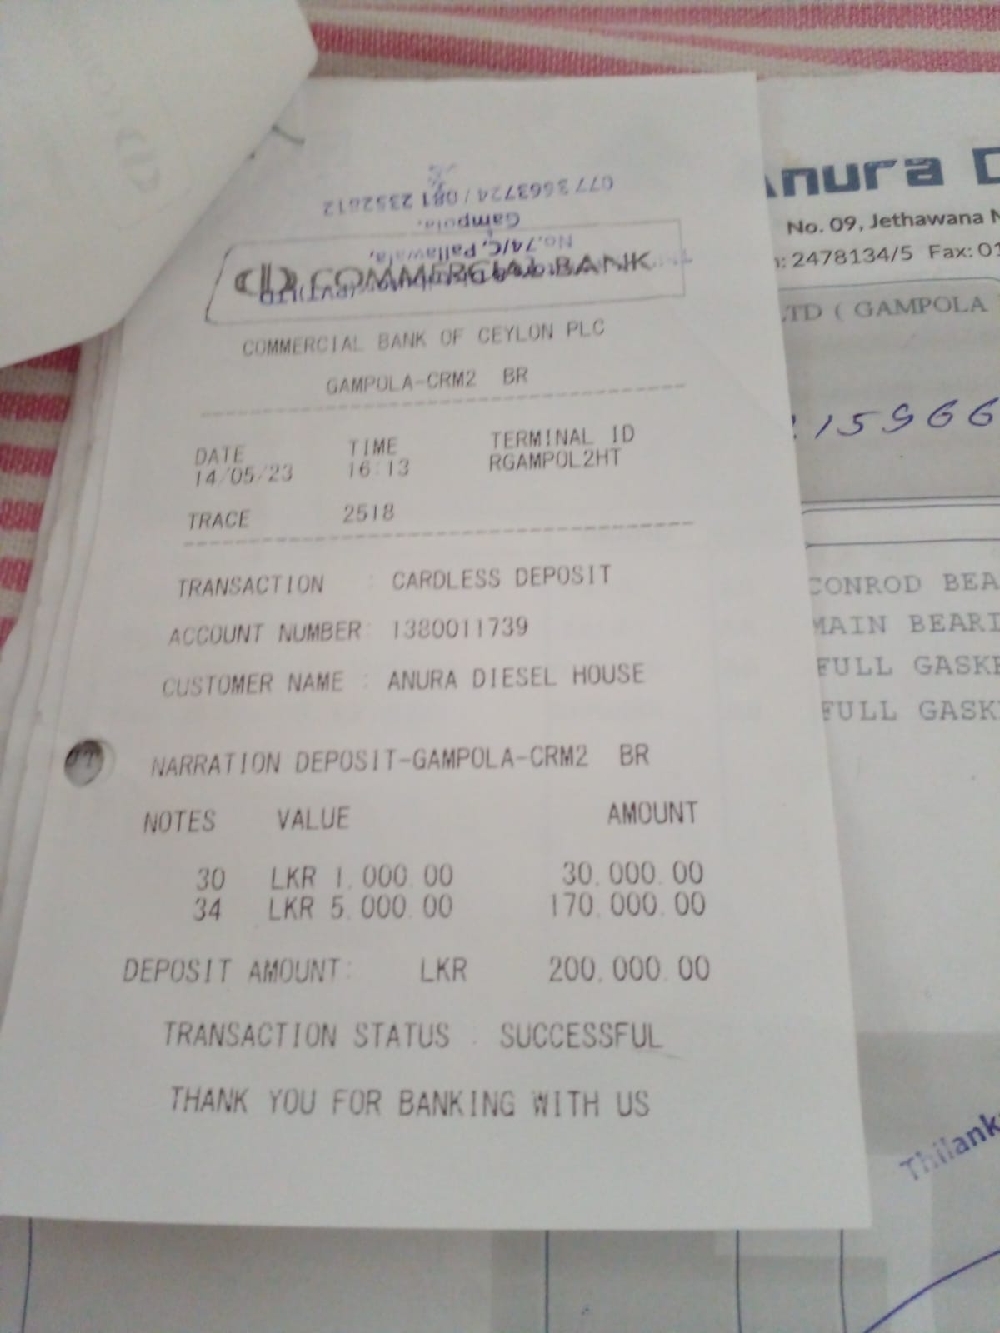 077 3663724 / 081 2352612
Gampola.
No.74/C, Pallawala,
COMMERCIAL BANK
COMMERCIAL BANK OF CEYLON PLC
GAMPOLA-CRM2 BR
DATE TIME TERMINAL ID
14/05/23 16:13 RGAMPOL2HT
TRACE 2518
TRANSACTION : CARDLESS DEPOSIT
ACCOUNT NUMBER: 1380011739
CUSTOMER NAME : ANURA DIESEL HOUSE
NARRATION DEPOSIT-GAMPOLA-CRM2 BR
NOTES VALUE AMOUNT
30 LKR 1,000.00 30,000.00
34 LKR 5,000.00 170,000.00
DEPOSIT AMOUNT: LKR 200,000.00
TRANSACTION STATUS : SUCCESSFUL
THANK YOU FOR BANKING WITH US
Anura D
No. 09, Jethawana
: 2478134/5 Fax: 01
LTD ( GAMPOLA
15966
CONROD BEA
MAIN BEARI
FULL GASKE
FULL GASK
Thilank